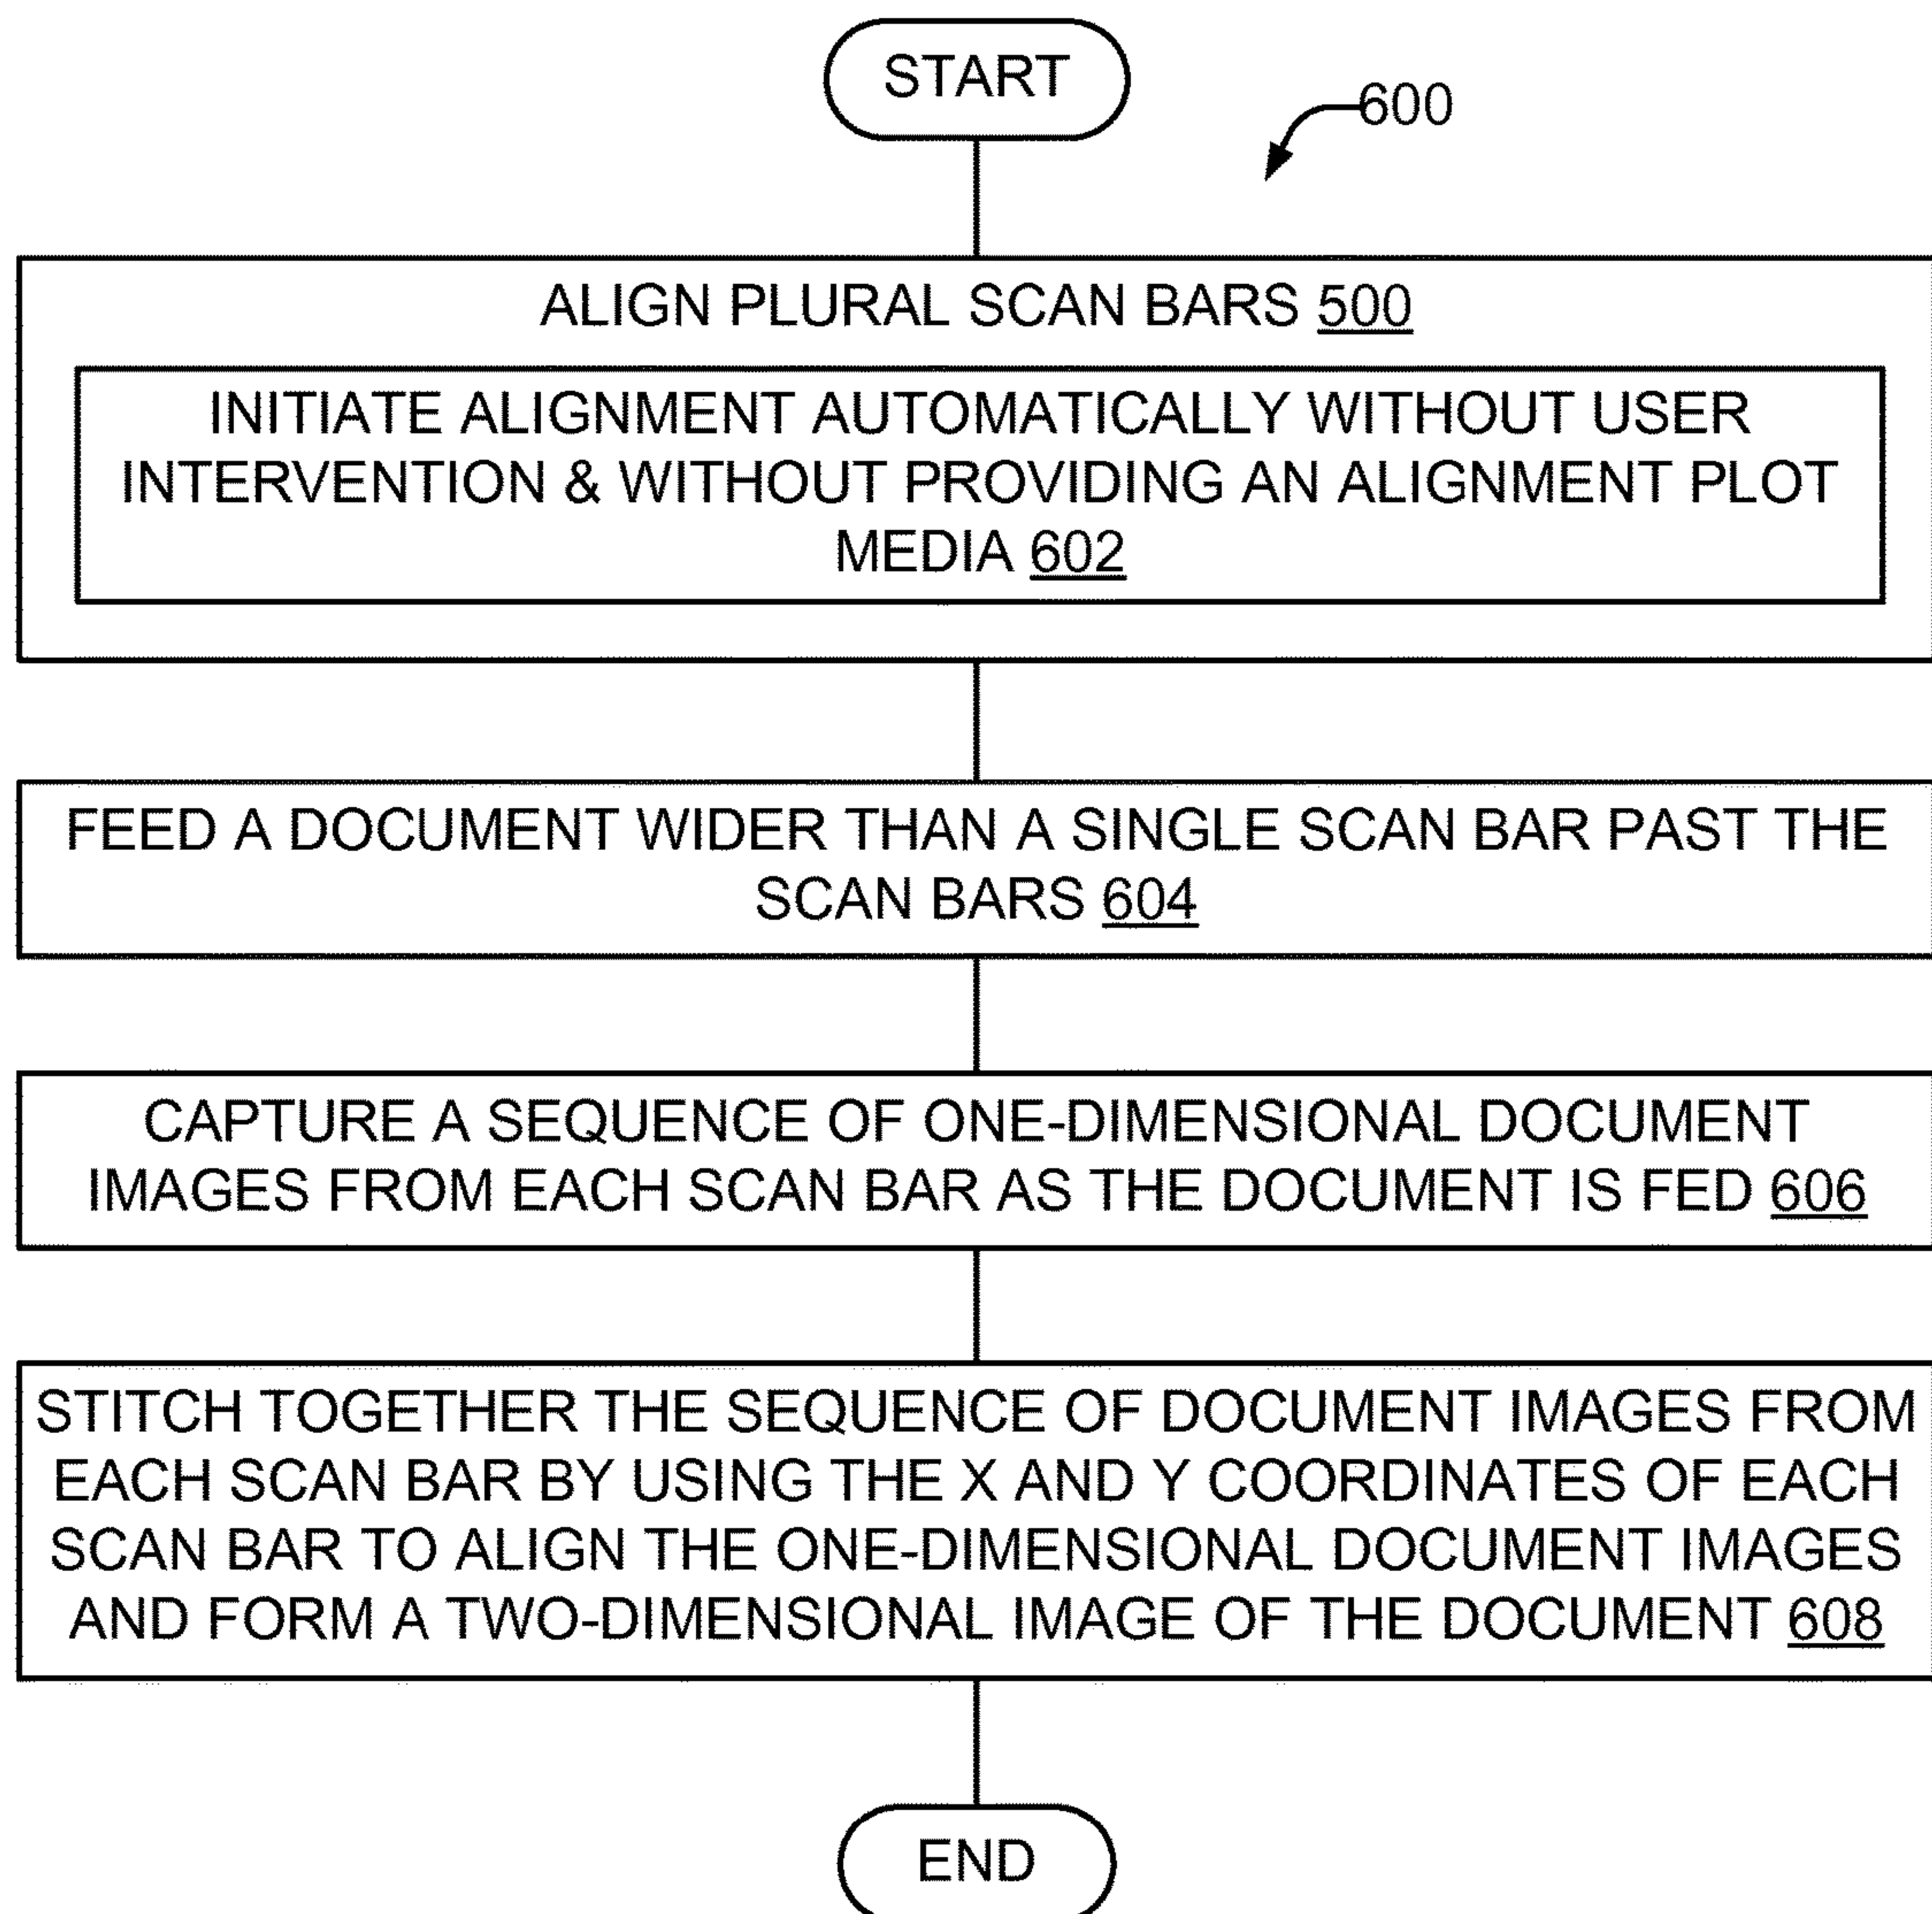 START
600
ALIGN PLURAL SCAN BARS 500
INITIATE ALIGNMENT AUTOMATICALLY WITHOUT USER
INTERVENTION & WITHOUT PROVIDING AN ALIGNMENT PLOT
MEDIA 602
FEED A DOCUMENT WIDER THAN A SINGLE SCAN BAR PAST THE
SCAN BARS 604
CAPTURE A SEQUENCE OF ONE-DIMENSIONAL DOCUMENT
IMAGES FROM EACH SCAN BAR AS THE DOCUMENT IS FED 606
STITCH TOGETHER THE SEQUENCE OF DOCUMENT IMAGES FROM
EACH SCAN BAR BY USING THE X AND Y COORDINATES OF EACH
SCAN BAR TO ALIGN THE ONE-DIMENSIONAL DOCUMENT IMAGES
AND FORM A TWO-DIMENSIONAL IMAGE OF THE DOCUMENT 608
END